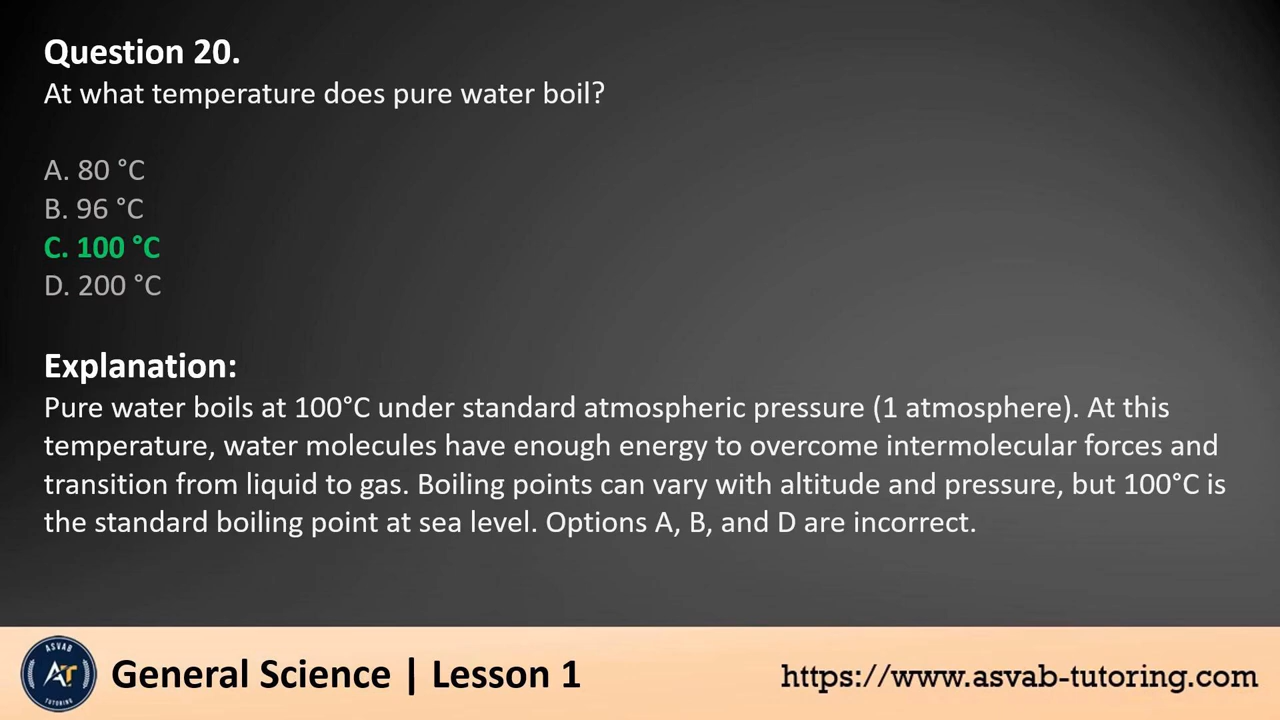 Question 20.
At what temperature does pure water boil?
A. 80 °C
B. 96 °C
C. 100 °C
D. 200 °C
Explanation:
Pure water boils at 100°C under standard atmospheric pressure (1 atmosphere). At this
temperature, water molecules have enough energy to overcome intermolecular forces and
transition from liquid to gas. Boiling points can vary with altitude and pressure, but 100°C is
the standard boiling point at sea level. Options A, B, and D are incorrect.
ASVAB
AT
TUTORING
General Science | Lesson 1
https://www.asvab-tutoring.com